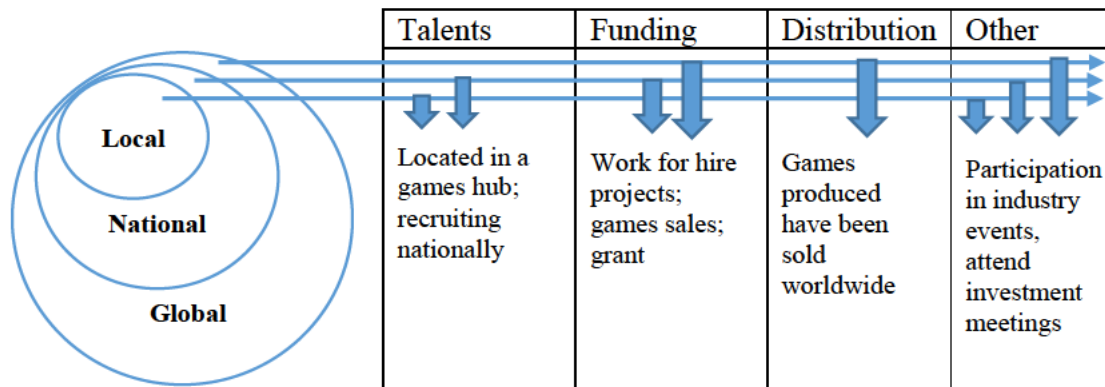 Talents
Funding
Distribution
Other
Local
National
Global
Located in a
games hub;
recruiting
nationally
Work for hire
projects;
games sales;
grant
Games
produced
have been
sold
worldwide
Participation
in industry
events,
attend
investment
meetings